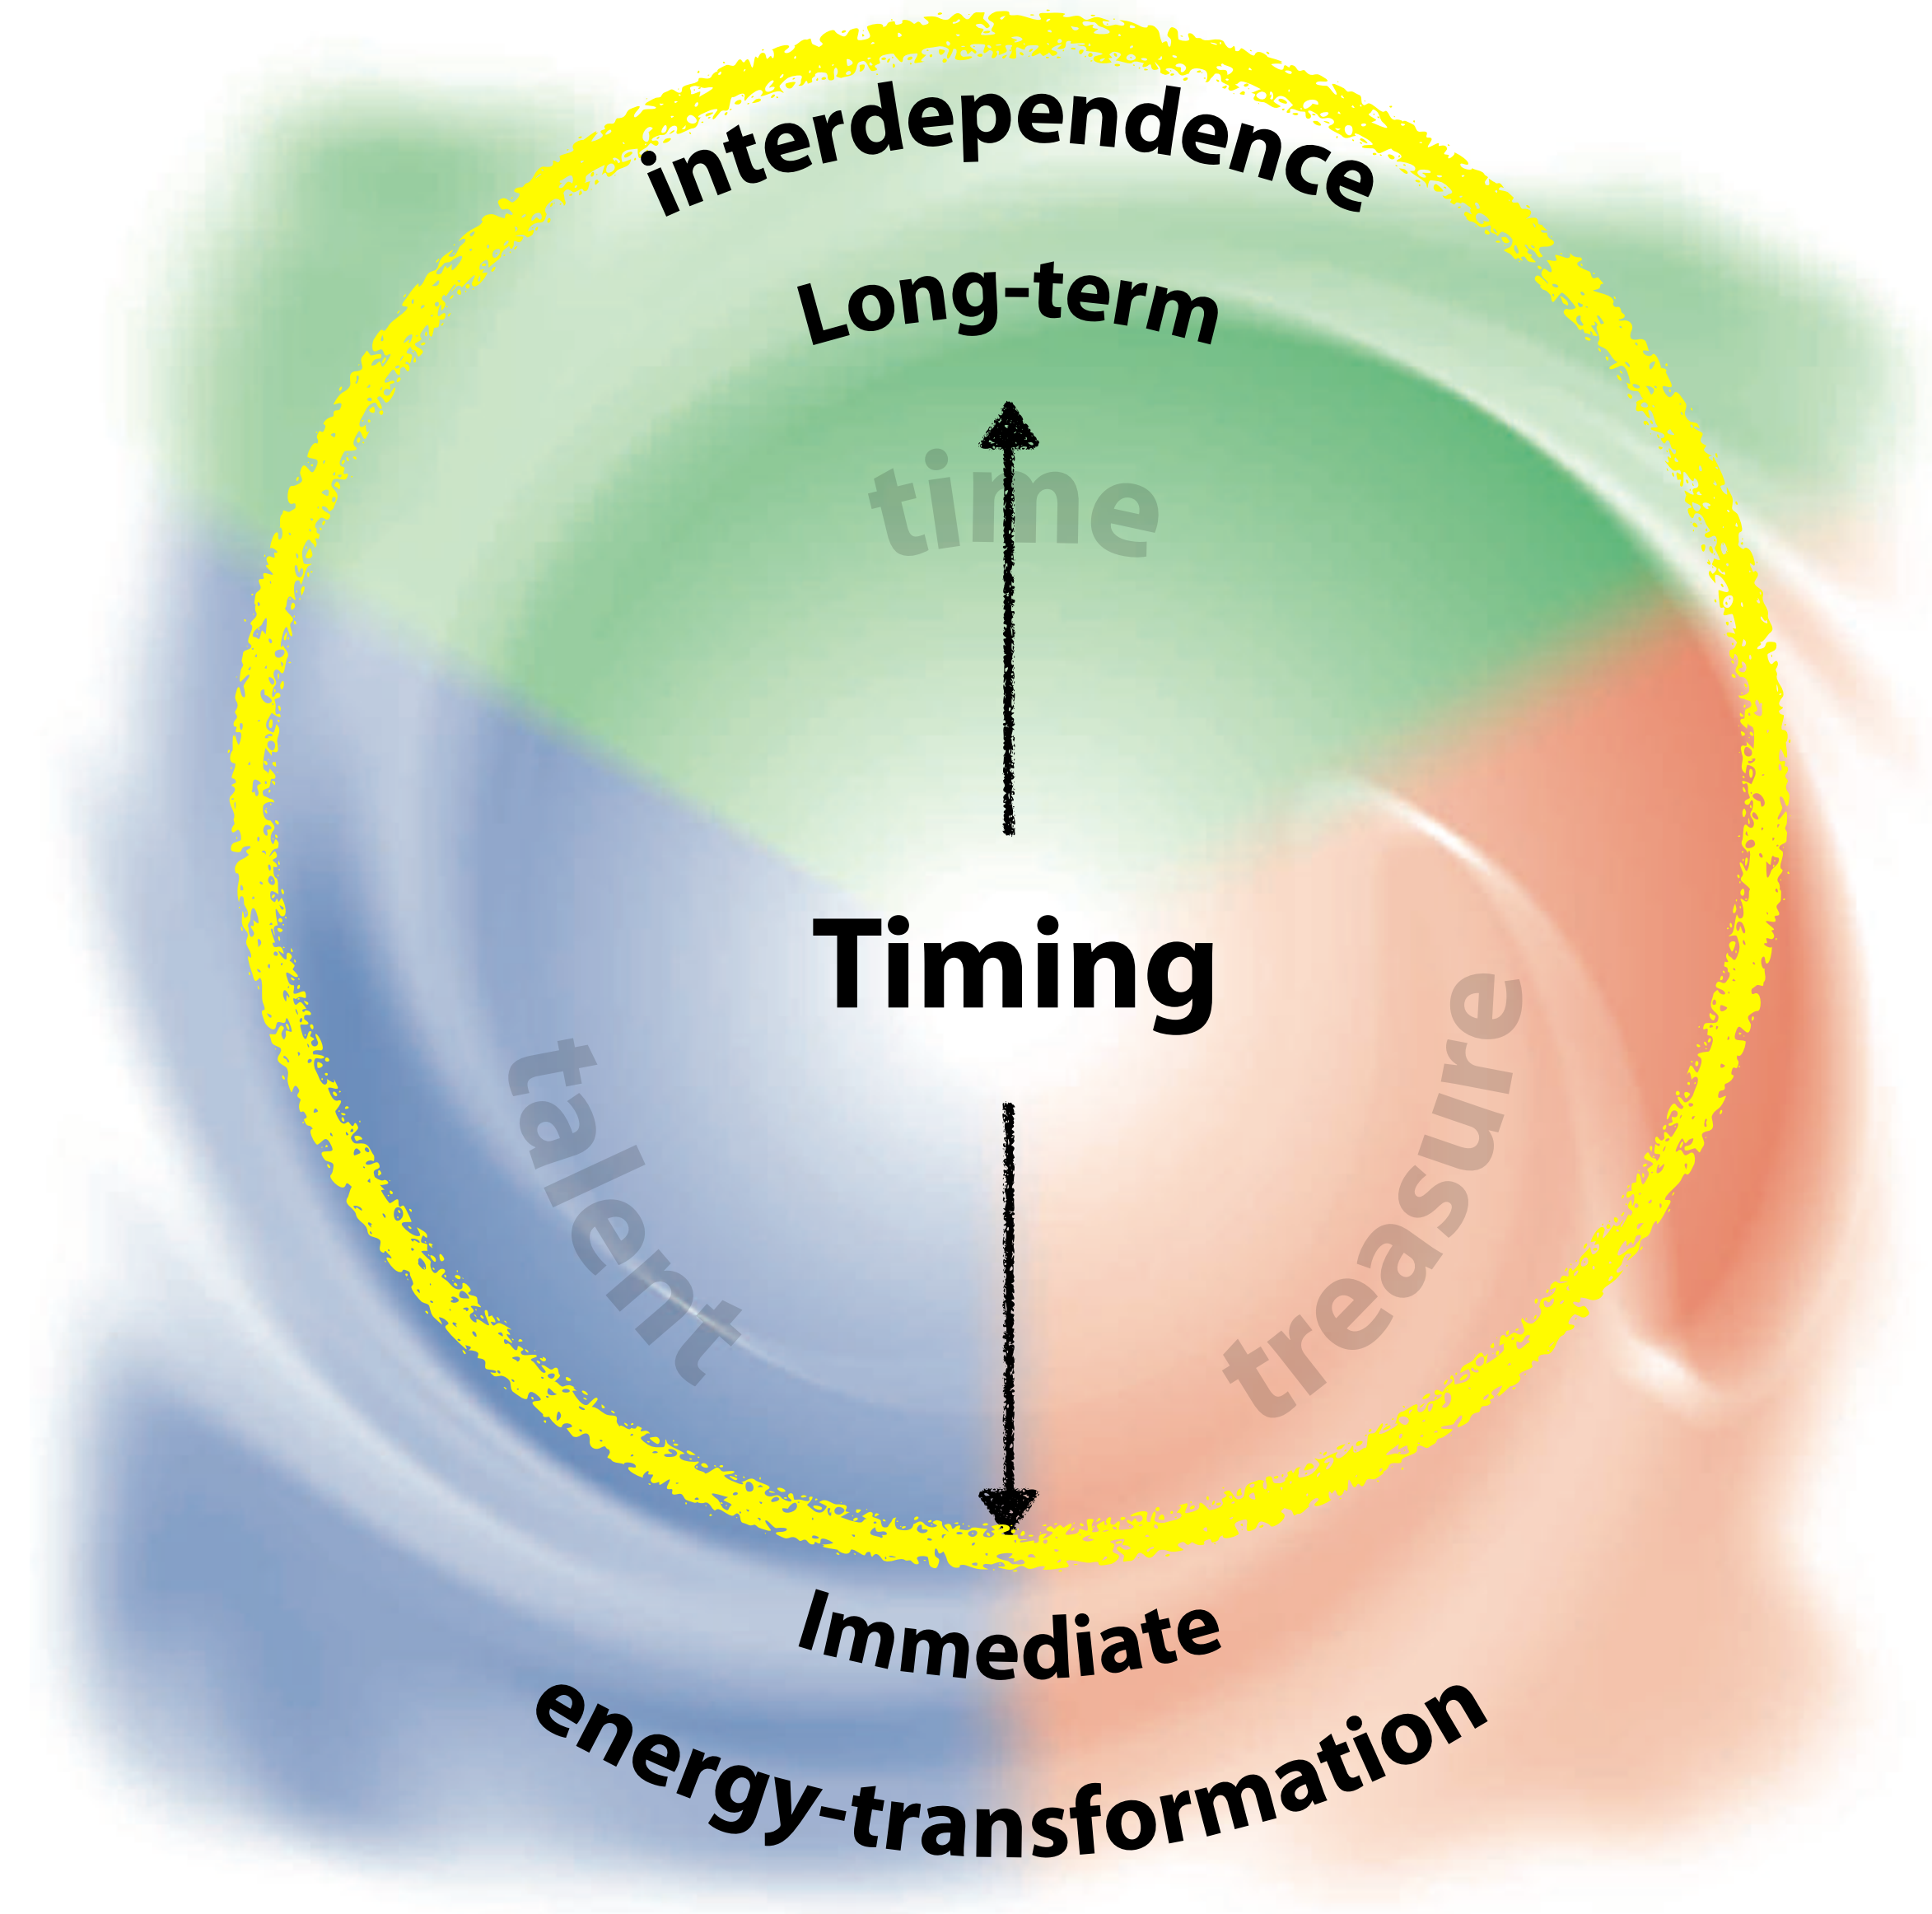 interdependence
Long-term
time
Timing
talent
treasure
Immediate
energy-transformation